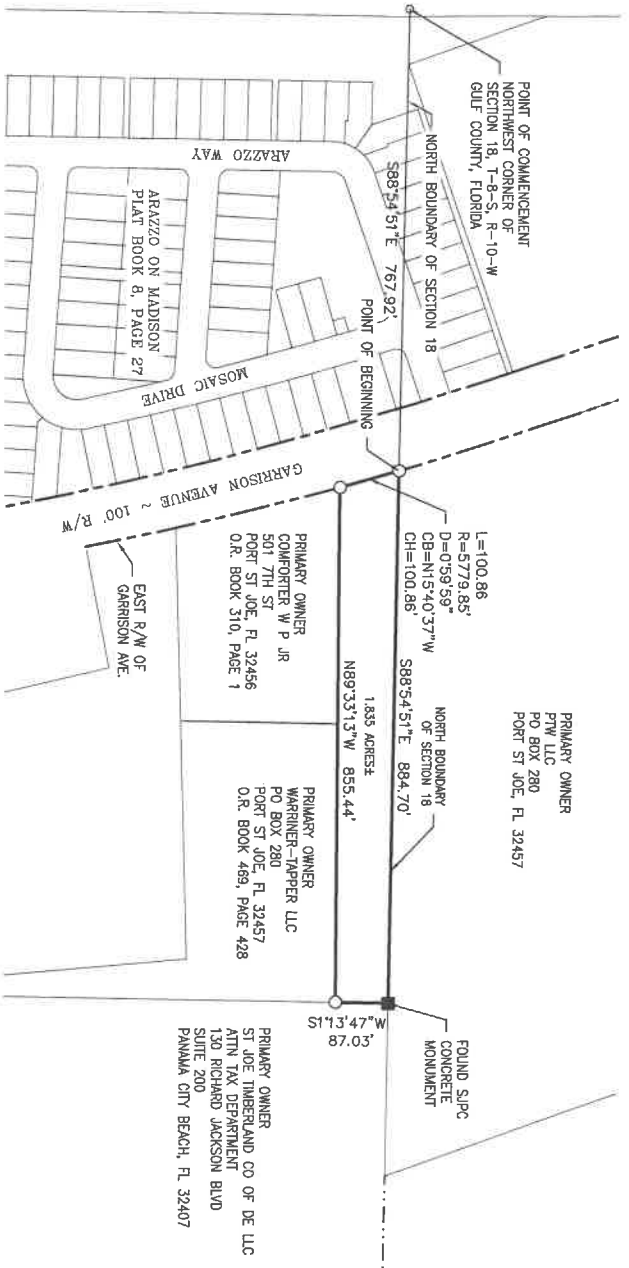 POINT OF COMMENCEMENT
NORTHWEST CORNER OF
SECTION 18, T-8-S, R-10-W
GULF COUNTY, FLORIDA
NORTH BOUNDARY OF SECTION 18
S88°54'51"E 767.92'
POINT OF BEGINNING
ARAZZO WAY
ARAZZO ON MADISON
PLAT BOOK 8, PAGE 27
MOSAIC DRIVE
GARRISON AVENUE ~ 100' R/W
EAST R/W OF
GARRISON AVE.
L=100.86
R=5779.85'
D=0°59'59"
CB=N15°40'37"W
CH=100.86'
PRIMARY OWNER
PTW LLC
PO BOX 280
PORT ST JOE, FL 32457
NORTH BOUNDARY
OF SECTION 18
S88°54'51"E 884.70'
1.835 ACRES±
N89°33'13"W 855.44'
FOUND SJPC
CONCRETE
MONUMENT
S1°13'47"W
87.03'
PRIMARY OWNER
COMFORTER W P JR
501 7TH ST
PORT ST JOE, FL 32456
O.R. BOOK 310, PAGE 1
PRIMARY OWNER
WARRINER-TAPPER LLC
PO BOX 280
PORT ST JOE, FL 32457
O.R. BOOK 469, PAGE 428
PRIMARY OWNER
ST JOE TIMBERLAND CO OF DE LLC
ATTN TAX DEPARTMENT
130 RICHARD JACKSON BLVD
SUITE 200
PANAMA CITY BEACH, FL 32407